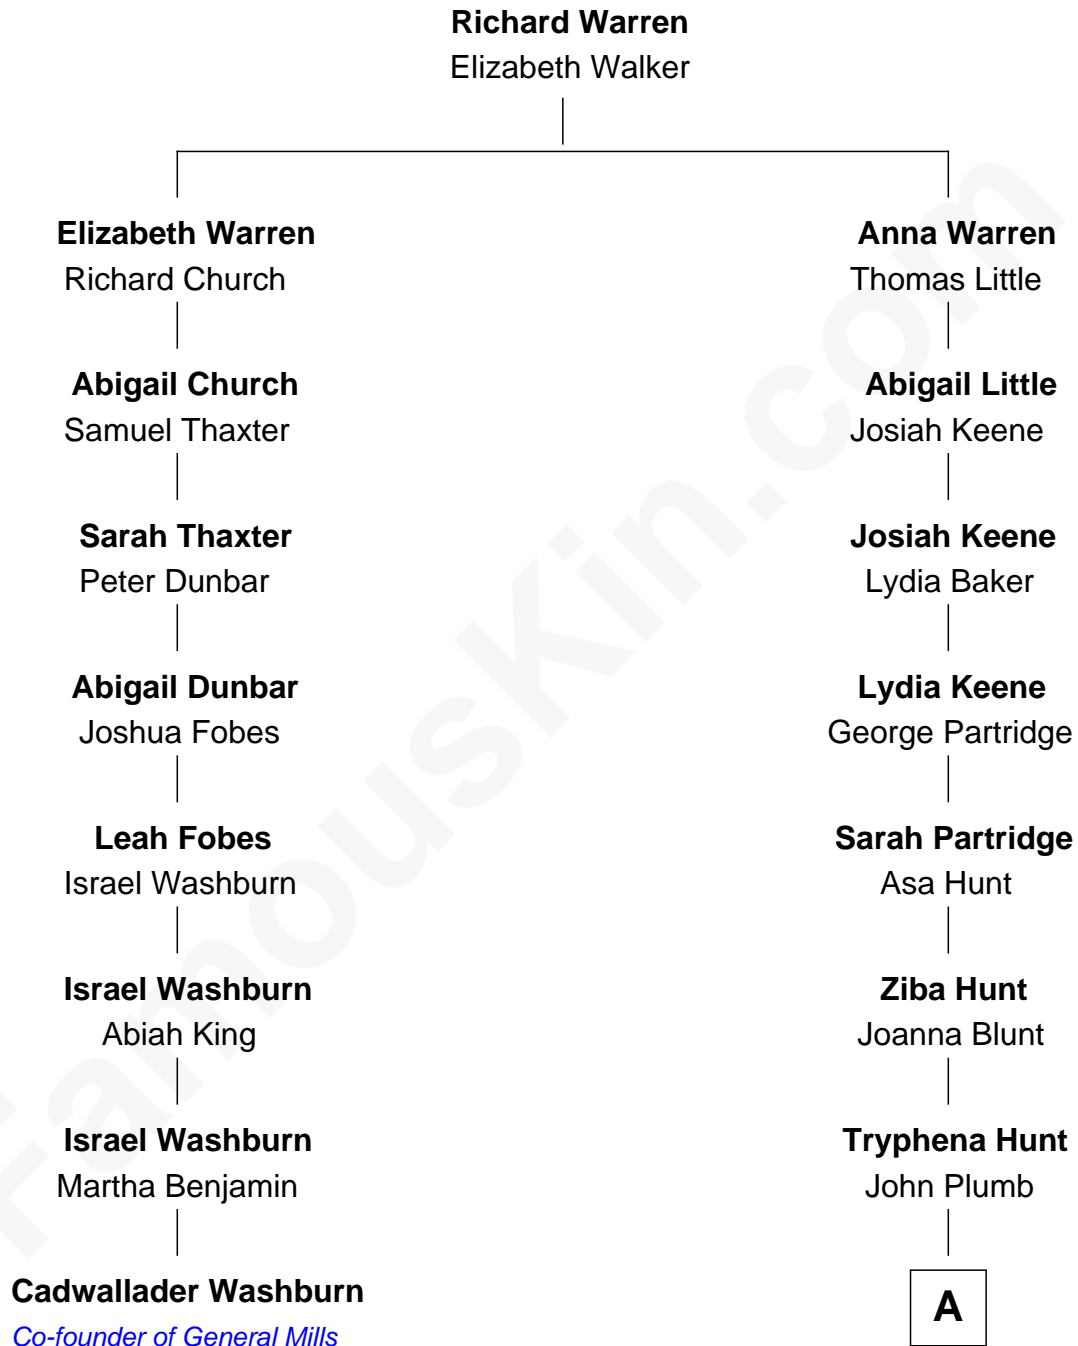 Richard Warren
Elizabeth Walker
Elizabeth Warren
Richard Church
Abigail Church
Samuel Thaxter
Sarah Thaxter
Peter Dunbar
Abigail Dunbar
Joshua Fobes
Leah Fobes
Israel Washburn
Israel Washburn
Abiah King
Israel Washburn
Martha Benjamin
Cadwallader Washburn
Co-founder of General Mills
Anna Warren
Thomas Little
Abigail Little
Josiah Keene
Josiah Keene
Lydia Baker
Lydia Keene
George Partridge
Sarah Partridge
Asa Hunt
Ziba Hunt
Joanna Blunt
Tryphena Hunt
John Plumb
A
FamousKin.com